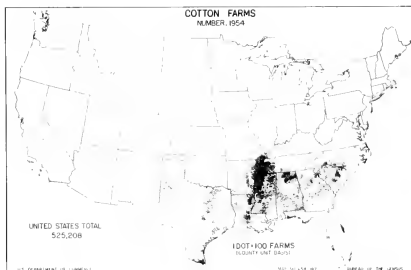 COTTON FARMS
NUMBER, 1954
UNITED STATES TOTAL
525,208
1 DOT=100 FARMS
(COUNTY UNIT BASIS)
U.S. DEPARTMENT OF COMMERCE
BUREAU OF THE CENSUS